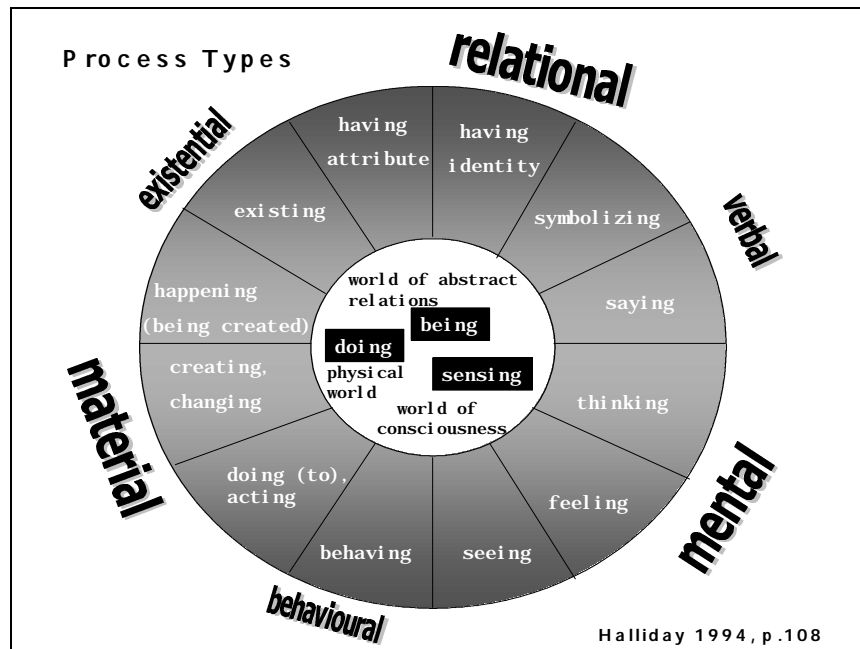 Process Types
relational
existential
verbal
having
attribute
having
identity
existing
symbolizing
happening
(being created)
saying
world of abstract
relations
being
doing
physical
world
sensing
world of
consciousness
creating,
changing
thinking
material
mental
doing (to),
acting
feeling
behaving
seeing
behavioural
Halliday 1994, p.108